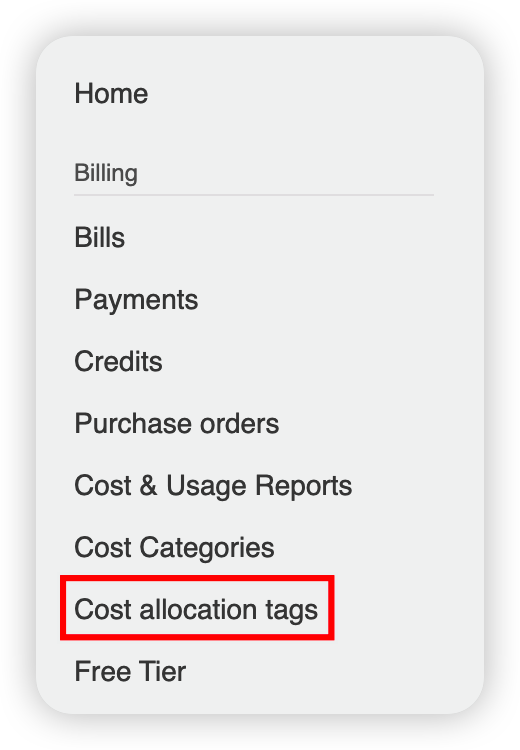 Home
Billing
Bills
Payments
Credits
Purchase orders
Cost & Usage Reports
Cost Categories
Cost allocation tags
Free Tier